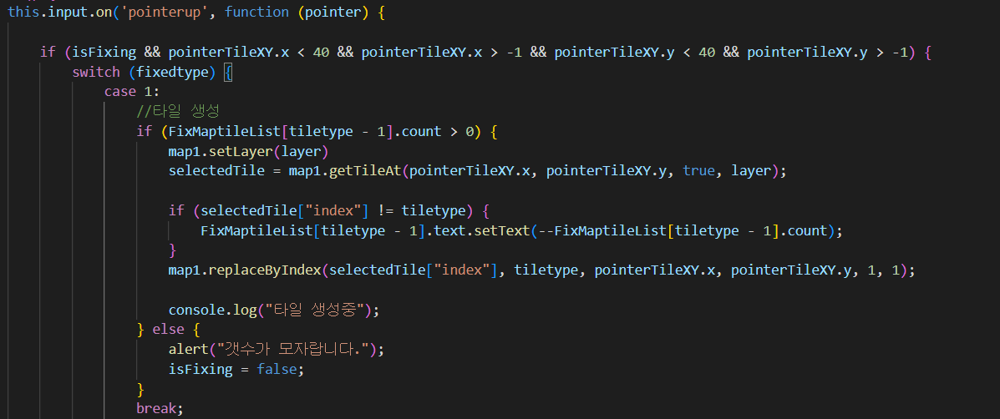 this.input.on('pointerup', function (pointer) {
if (isFixing && pointerTileXY.x < 40 && pointerTileXY.x > -1 && pointerTileXY.y < 40 && pointerTileXY.y > -1) {
switch (fixedtype) {
case 1:
//타일 생성
if (FixMaptileList[tiletype - 1].count > 0) {
map1.setLayer(layer)
selectedTile = map1.getTileAt(pointerTileXY.x, pointerTileXY.y, true, layer);
if (selectedTile["index"] != tiletype) {
FixMaptileList[tiletype - 1].text.setText(--FixMaptileList[tiletype - 1].count);
}
map1.replaceByIndex(selectedTile["index"], tiletype, pointerTileXY.x, pointerTileXY.y, 1, 1);
console.log("타일 생성중");
} else {
alert("갯수가 모자랍니다.");
isFixing = false;
}
break;